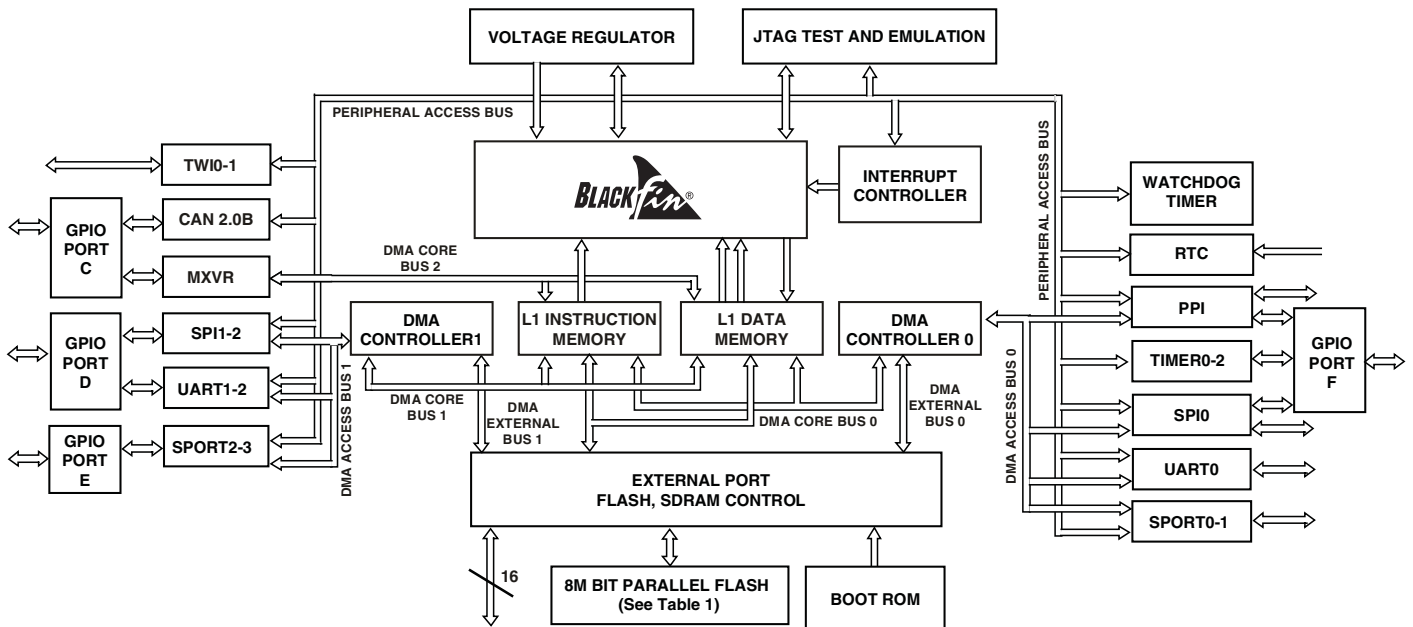 VOLTAGE REGULATOR
JTAG TEST AND EMULATION
PERIPHERAL ACCESS BUS
TWI0-1
CAN 2.0B
MXVR
GPIO
PORT
C
SPI1-2
UART1-2
GPIO
PORT
D
SPORT2-3
GPIO
PORT
E
BLACKfin®
INTERRUPT
CONTROLLER
DMA CORE
BUS 2
DMA
CONTROLLER1
L1 INSTRUCTION
MEMORY
L1 DATA
MEMORY
DMA
CONTROLLER 0
DMA ACCESS BUS 1
DMA CORE
BUS 1
DMA
EXTERNAL
BUS 1
DMA CORE BUS 0
DMA
EXTERNAL
BUS 0
PERIPHERAL ACCESS BUS
DMA ACCESS BUS 0
WATCHDOG
TIMER
RTC
PPI
TIMER0-2
SPI0
UART0
SPORT0-1
GPIO
PORT
F
EXTERNAL PORT
FLASH, SDRAM CONTROL
16
8M BIT PARALLEL FLASH
(See Table 1)
BOOT ROM